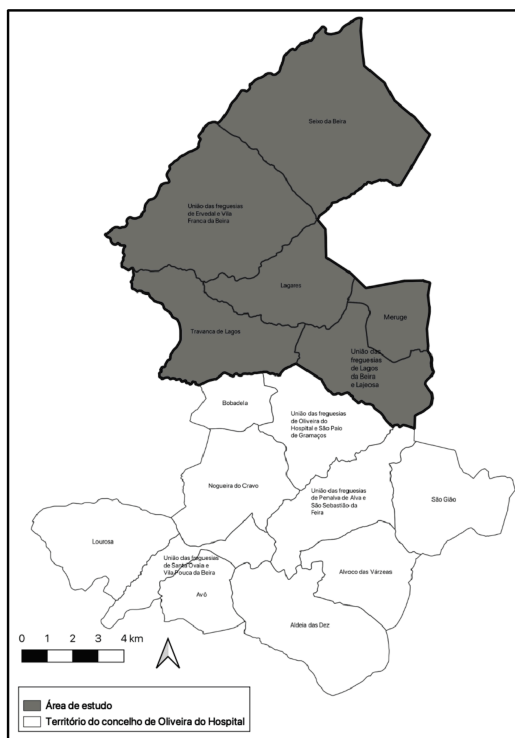 Seixo da Beira
União das freguesias
de Ervedal e Vila
Franca da Beira
Lagares
Meruge
Travanca de Lagos
União das
freguesias
de Lagos
da Beira
e Lajeosa
Bobadela
União das freguesias
de Oliveira do
Hospital e São Paio
de Gramaços
Nogueira do Cravo
União das freguesias
de Penalva de Alva e
São Sebastião da
Feira
São Gião
Lourosa
União das freguesias
de Santa Ovaia e
Vila Pouca da Beira
Alvoco das Várzeas
Avô
Aldeia das Dez
0 1 2 3 4 km
Área de estudo
Território do concelho de Oliveira do Hospital